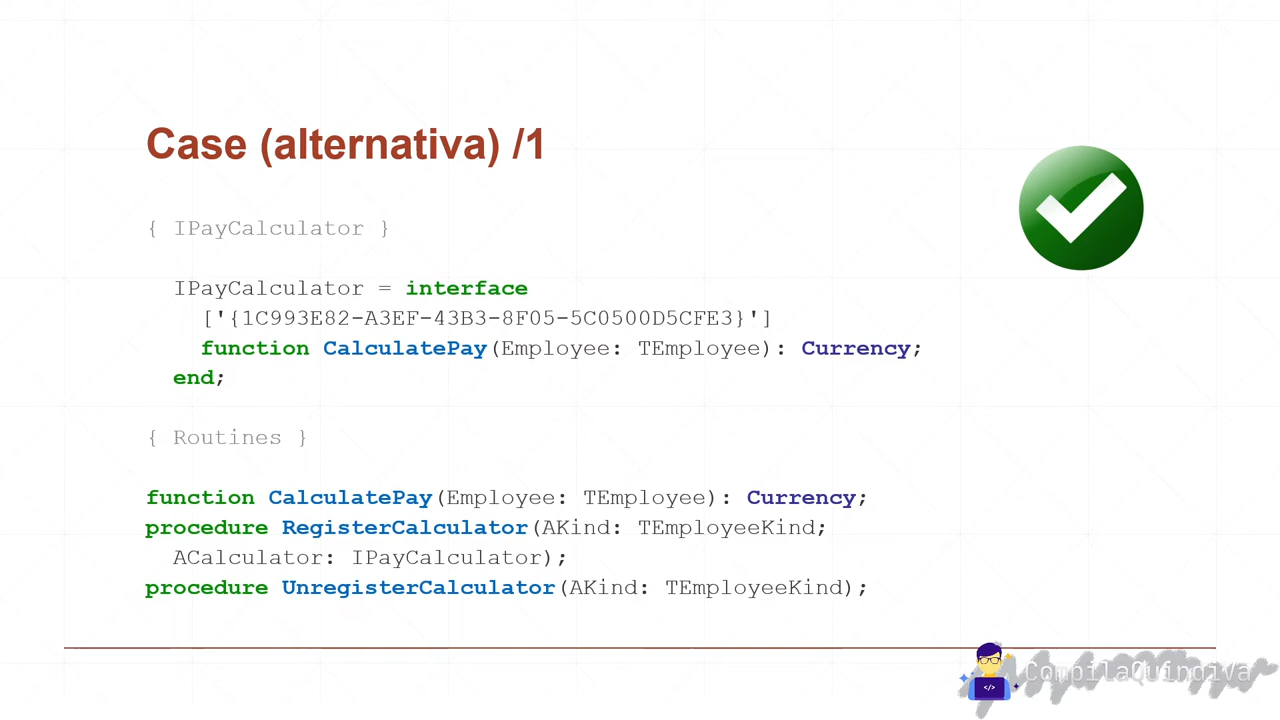 Case (alternativa) /1
{ IPayCalculator }
IPayCalculator = interface
['{1C993E82-A3EF-43B3-8F05-5C0500D5CFE3}']
function CalculatePay(Employee: TEmployee): Currency;
end;
{ Routines }
function CalculatePay(Employee: TEmployee): Currency;
procedure RegisterCalculator(AKind: TEmployeeKind;
ACalculator: IPayCalculator);
procedure UnregisterCalculator(AKind: TEmployeeKind);
</> CompilaQuindiva